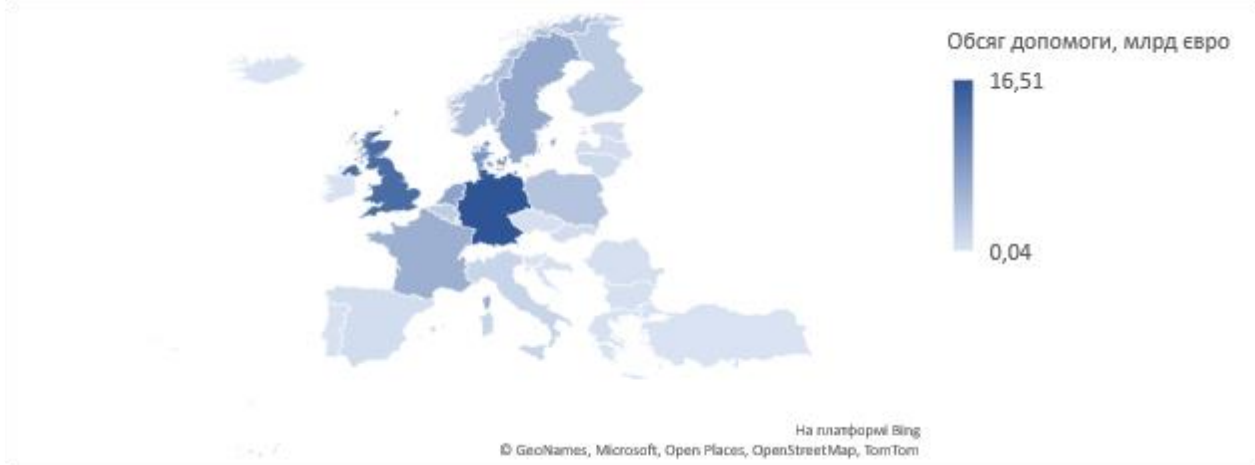 Обсяг допомоги, млрд євро
16,51
0,04
На платформі Bing
© GeoNames, Microsoft, Open Places, OpenStreetMap, TomTom